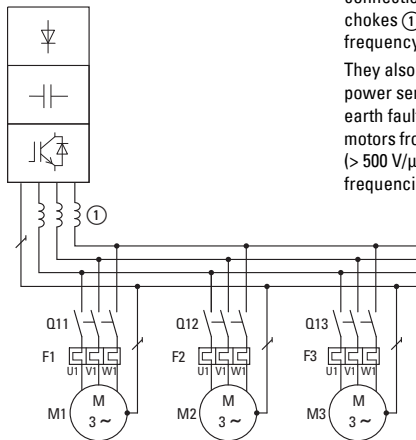 chokes ①
frequency
They also
power ser
earth faul
motors fro
(> 500 V/µ
frequenci
①
Q11 Q12 Q13
F1 F2 F3
U1 V1 W1 U1 V1 W1 U1 V1 W1
M1 M 3 ~ M2 M 3 ~ M3 M 3 ~